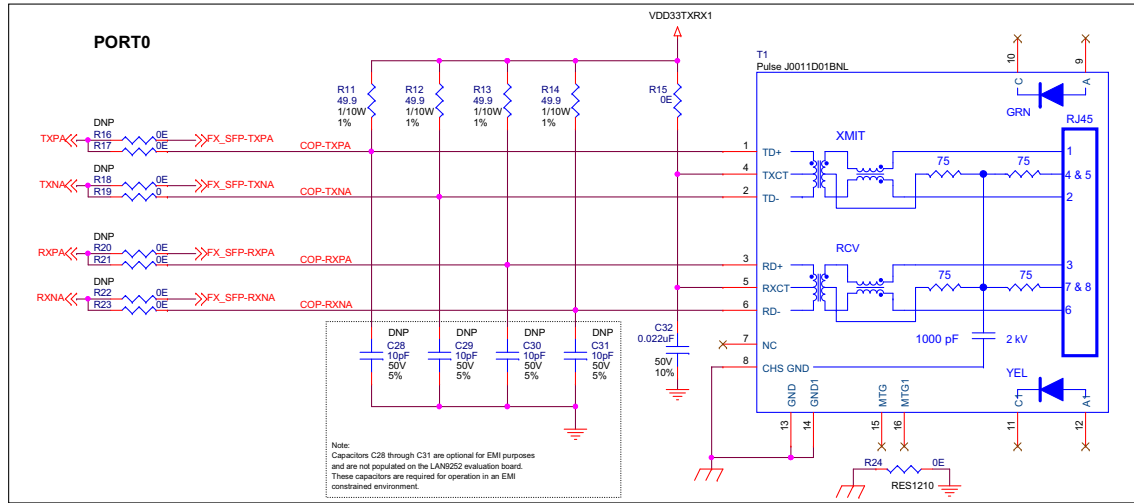 PORT0
VDD33TXRX1
T1
Pulse J0011D01BNL
10
9
C
A
GRN
RJ45
R11
49.9
1/10W
1%
R12
49.9
1/10W
1%
R13
49.9
1/10W
1%
R14
49.9
1/10W
1%
R15
0E
DNP
TXPA
R16
0E
FX_SFP-TXPA
R17
0E
COP-TXPA
1
TD+
XMIT
75
75
1
4
TXCT
4 & 5
DNP
TXNA
R18
0E
FX_SFP-TXNA
R19
0
COP-TXNA
2
TD-
2
DNP
RXPA
R20
0E
FX_SFP-RXPA
R21
0E
COP-RXPA
3
RD+
RCV
75
75
3
5
RXCT
7 & 8
DNP
RXNA
R22
0E
FX_SFP-RXNA
R23
0E
COP-RXNA
6
RD-
6
DNP
C28
10pF
50V
5%
DNP
C29
10pF
50V
5%
DNP
C30
10pF
50V
5%
DNP
C31
10pF
50V
5%
C32
0.022uF
50V
10%
7
NC
8
CHS GND
1000 pF
2 kV
YEL
GND
GND1
MTG
MTG1
C1
A1
13
14
15
16
11
12
Note:
Capacitors C28 through C31 are optional for EMI purposes
and are not populated on the LAN9252 evaluation board.
These capacitors are required for operation in an EMI
constrained environment.
R24
0E
RES1210